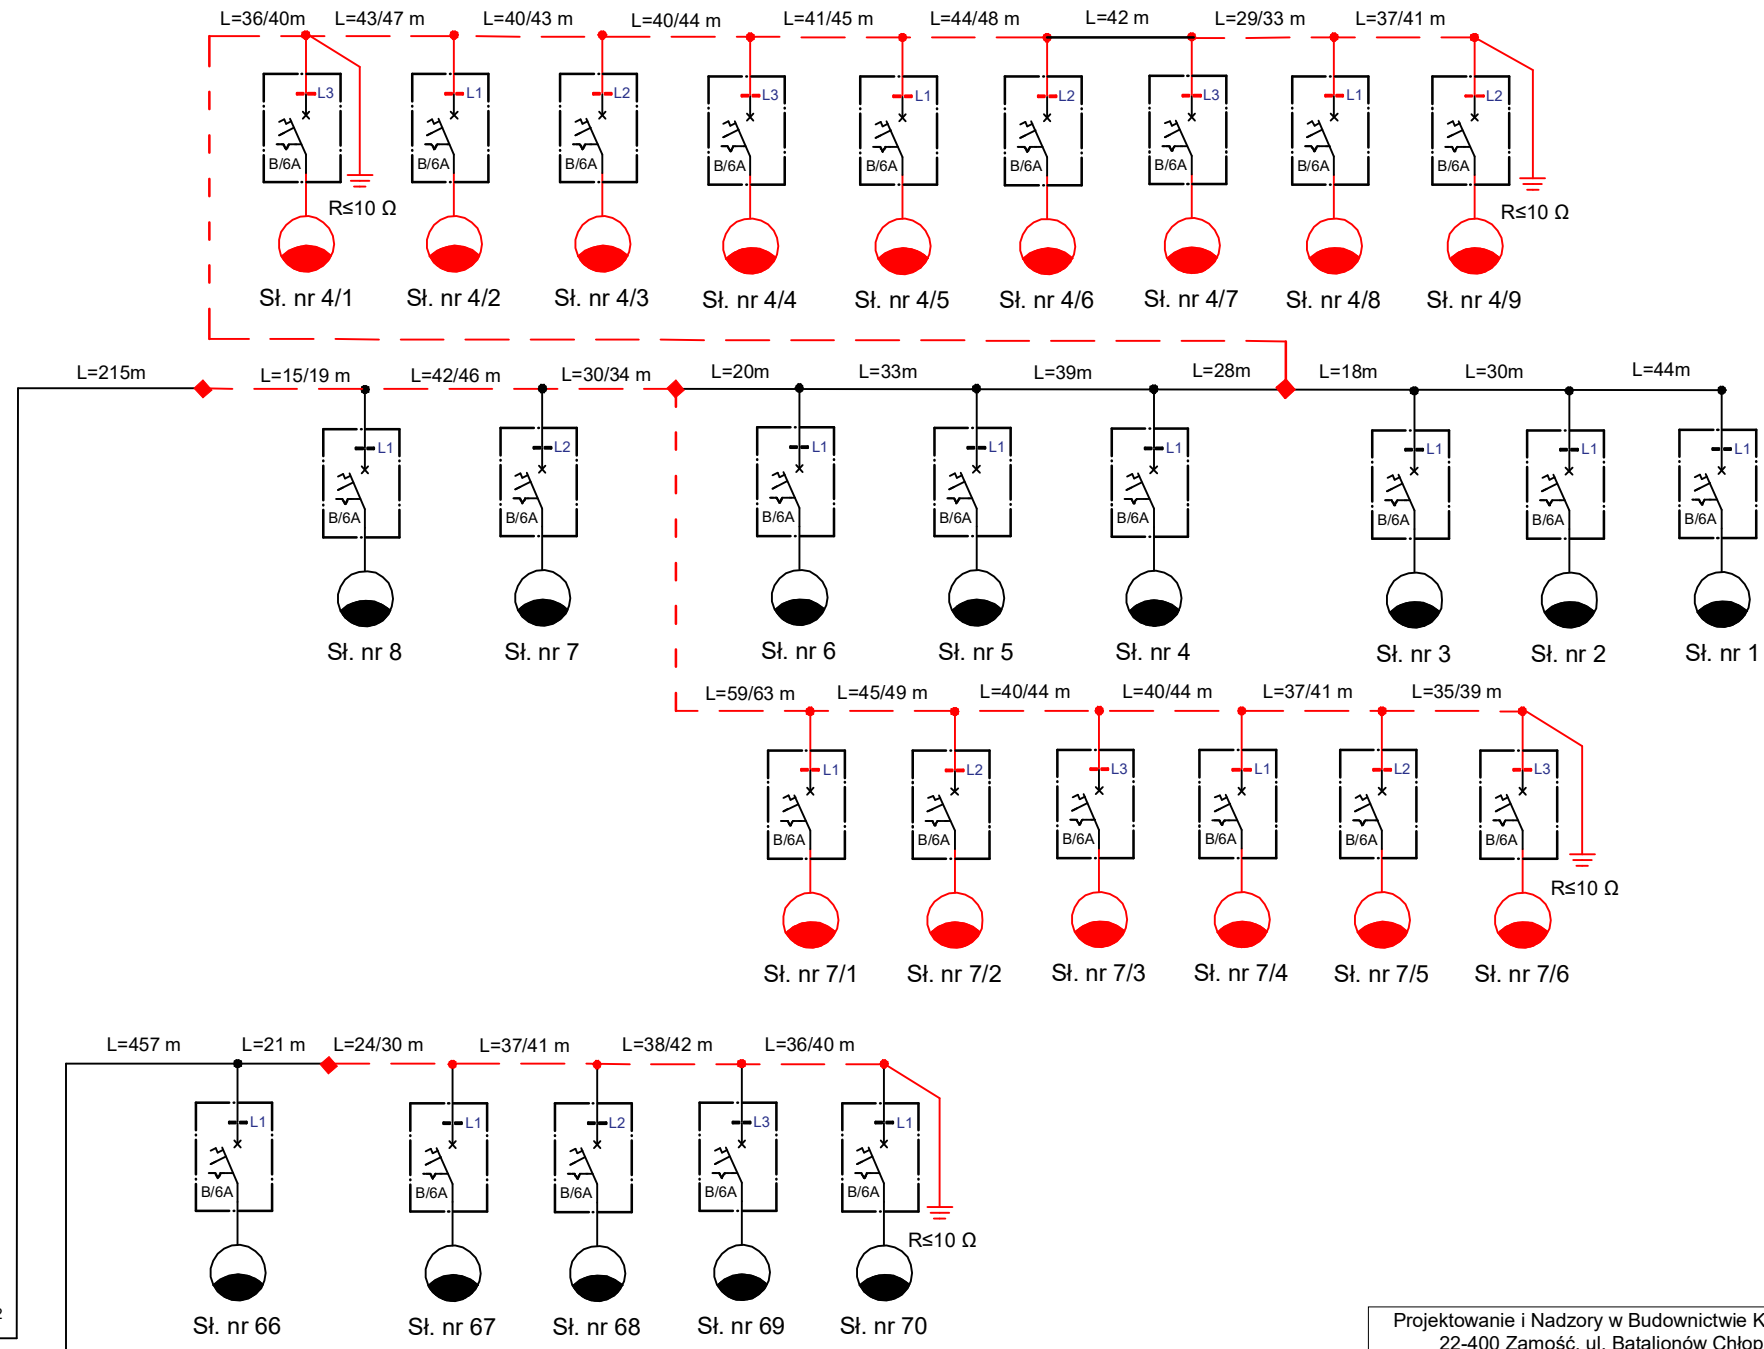 L=36/40m L=43/47 m L=40/43 m L=40/44 m L=41/45 m L=44/48 m L=42 m L=29/33 m L=37/41 m
L3 L1 L2 L3 L1 L2 L3 L1 L2
B/6A B/6A B/6A B/6A B/6A B/6A B/6A B/6A B/6A
R≤10 Ω R≤10 Ω
Sł. nr 4/1 Sł. nr 4/2 Sł. nr 4/3 Sł. nr 4/4 Sł. nr 4/5 Sł. nr 4/6 Sł. nr 4/7 Sł. nr 4/8 Sł. nr 4/9
L=215m L=15/19 m L=42/46 m L=30/34 m L=20m L=33m L=39m L=28m L=18m L=30m L=44m
L1 L2 L1 L1 L1 L1 L1 L1
B/6A B/6A B/6A B/6A B/6A B/6A B/6A B/6A
Sł. nr 8 Sł. nr 7 Sł. nr 6 Sł. nr 5 Sł. nr 4 Sł. nr 3 Sł. nr 2 Sł. nr 1
L=59/63 m L=45/49 m L=40/44 m L=40/44 m L=37/41 m L=35/39 m
L1 L2 L3 L1 L2 L3
B/6A B/6A B/6A B/6A B/6A B/6A
R≤10 Ω
Sł. nr 7/1 Sł. nr 7/2 Sł. nr 7/3 Sł. nr 7/4 Sł. nr 7/5 Sł. nr 7/6
L=457 m L=21 m L=24/30 m L=37/41 m L=38/42 m L=36/40 m
L1 L1 L2 L3 L1
B/6A B/6A B/6A B/6A B/6A
R≤10 Ω
Sł. nr 66 Sł. nr 67 Sł. nr 68 Sł. nr 69 Sł. nr 70
2
Projektowanie i Nadzory w Budownictwie K
22-400 Zamość, ul. Batalionów Chłop